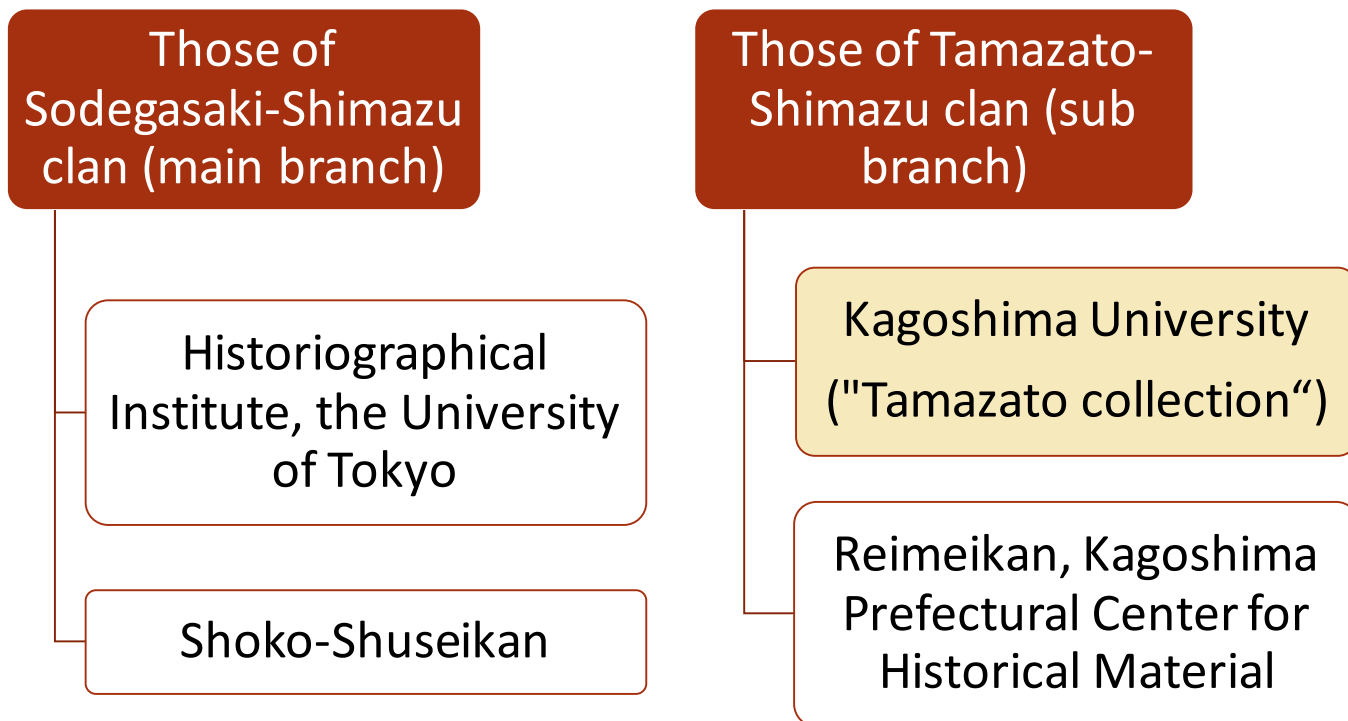 Those of
Sodegasaki-Shimazu
clan (main branch)
Historiographical
Institute, the University
of Tokyo
Shoko-Shuseikan
Those of Tamazato-
Shimazu clan (sub
branch)
Kagoshima University
("Tamazato collection“)
Reimeikan, Kagoshima
Prefectural Center for
Historical Material